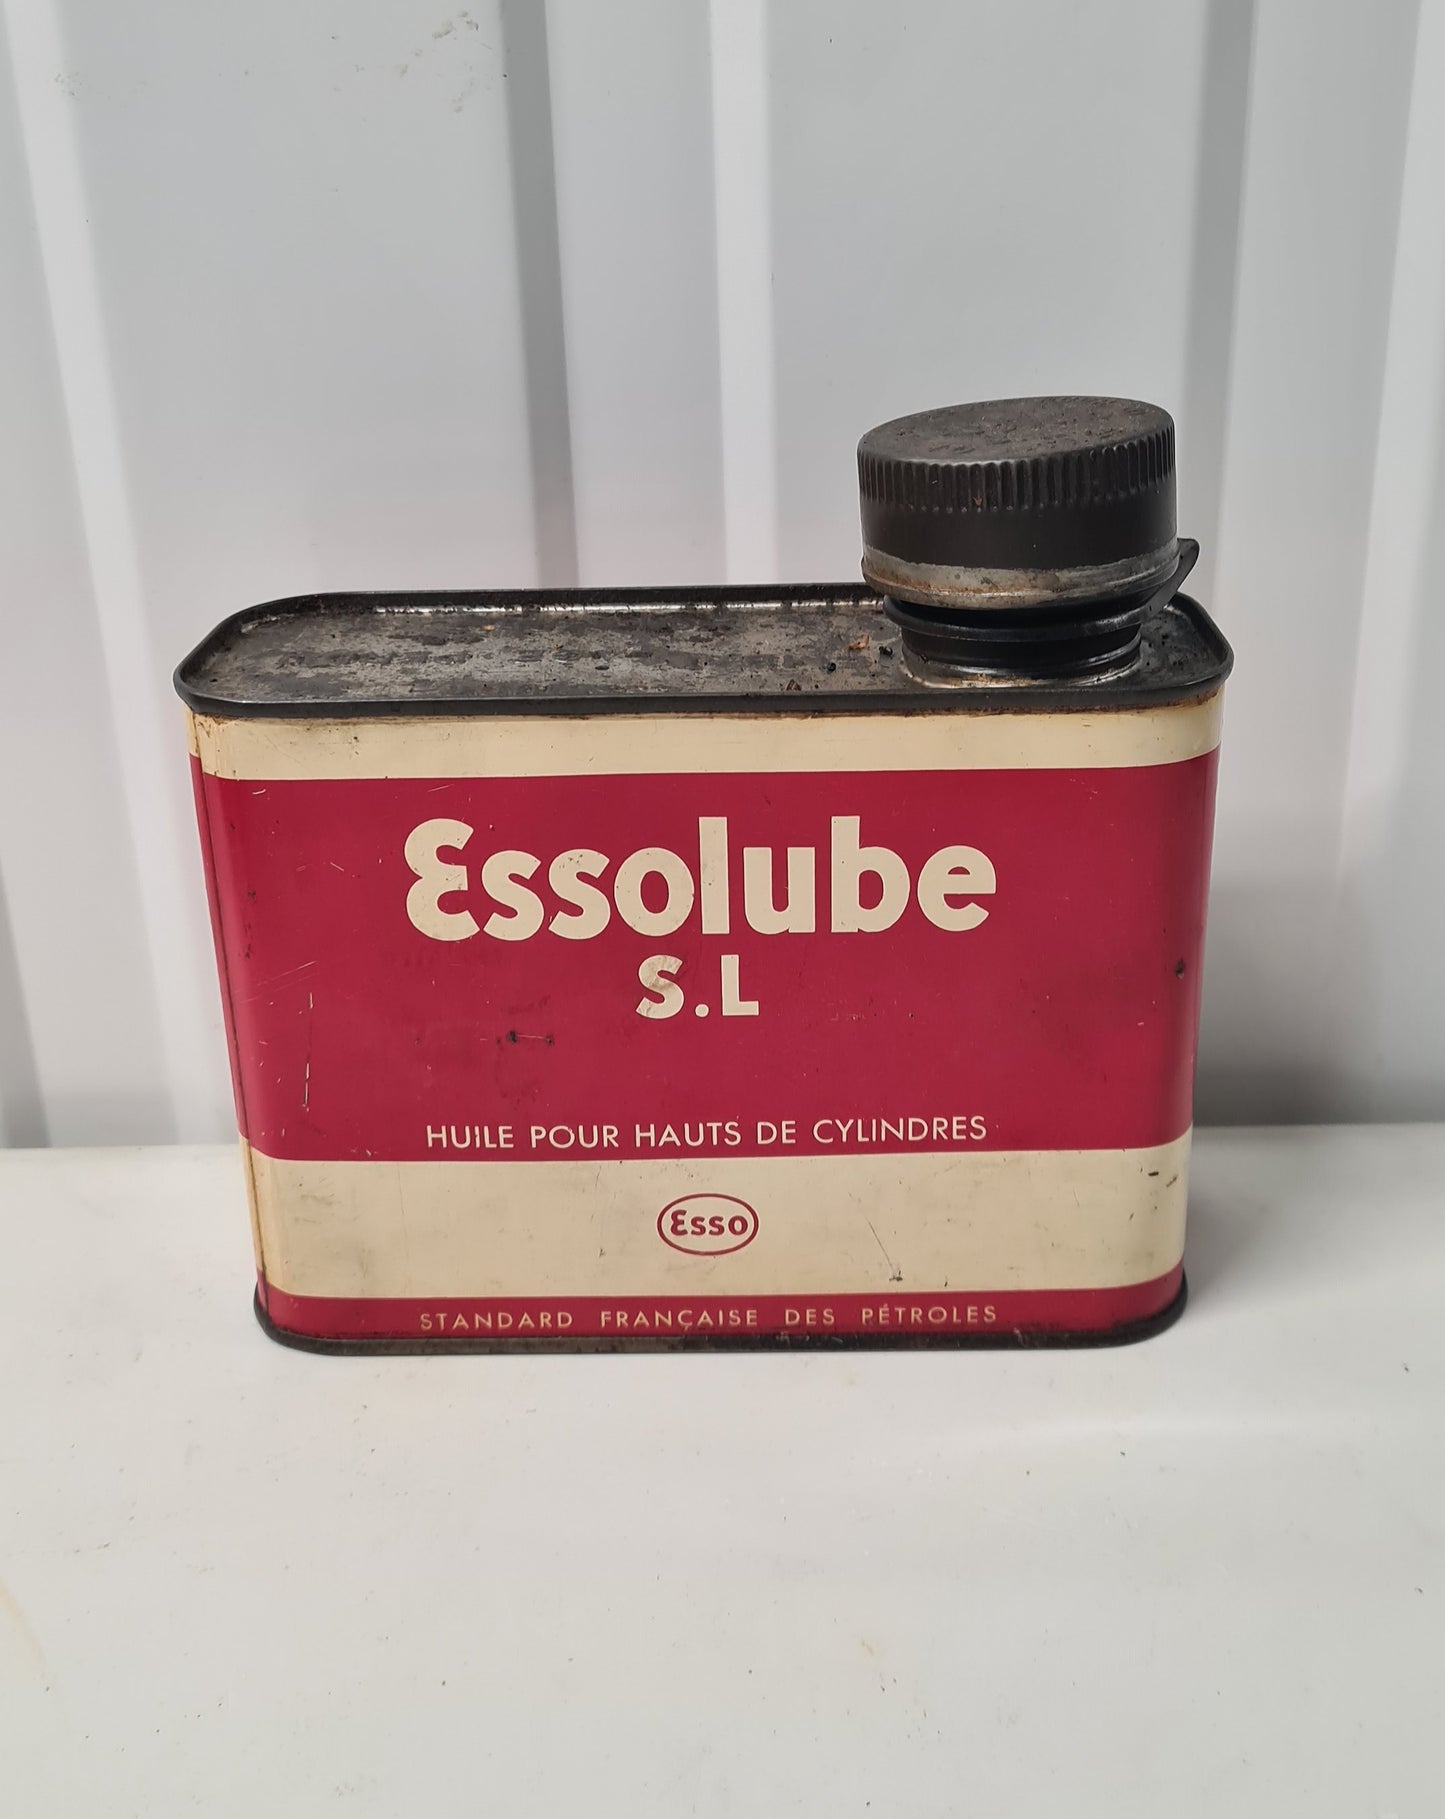 Essolube
S.L
HUILE POUR HAUTS DE CYLINDRES
Esso
STANDARD FRANÇAISE DES PÉTROLES